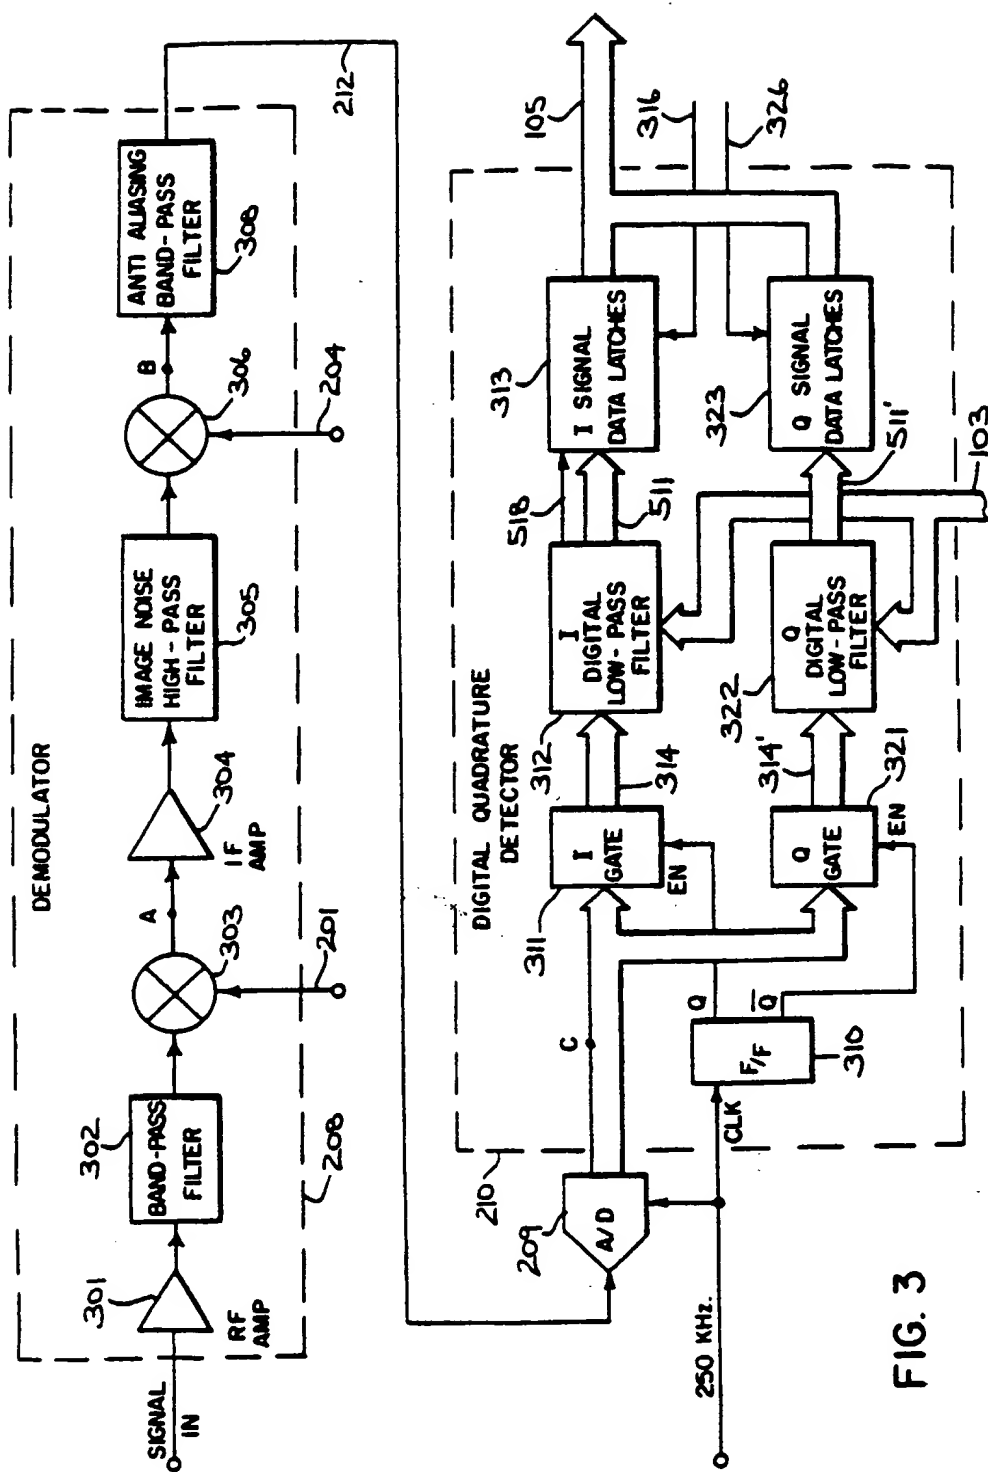 DEMODULATOR
SIGNAL
IN
301
RF
AMP
302
BAND-PASS
FILTER
208
303
201
A
304
IF
AMP
IMAGE NOISE
HIGH-PASS
FILTER
305
B
306
204
ANTI ALIASING
BAND-PASS
FILTER
308
212
DIGITAL QUADRATURE
DETECTOR
210
209
A/D
250 KHz.
CLK
C
F/F
310
Q
Q̅
311
I
GATE
EN
314
Q
GATE
EN
321
314'
312
I
DIGITAL
LOW-PASS
FILTER
322
Q
DIGITAL
LOW-PASS
FILTER
518
511
511'
103
313
I SIGNAL
DATA LATCHES
323
Q SIGNAL
DATA LATCHES
105
316
326
FIG. 3